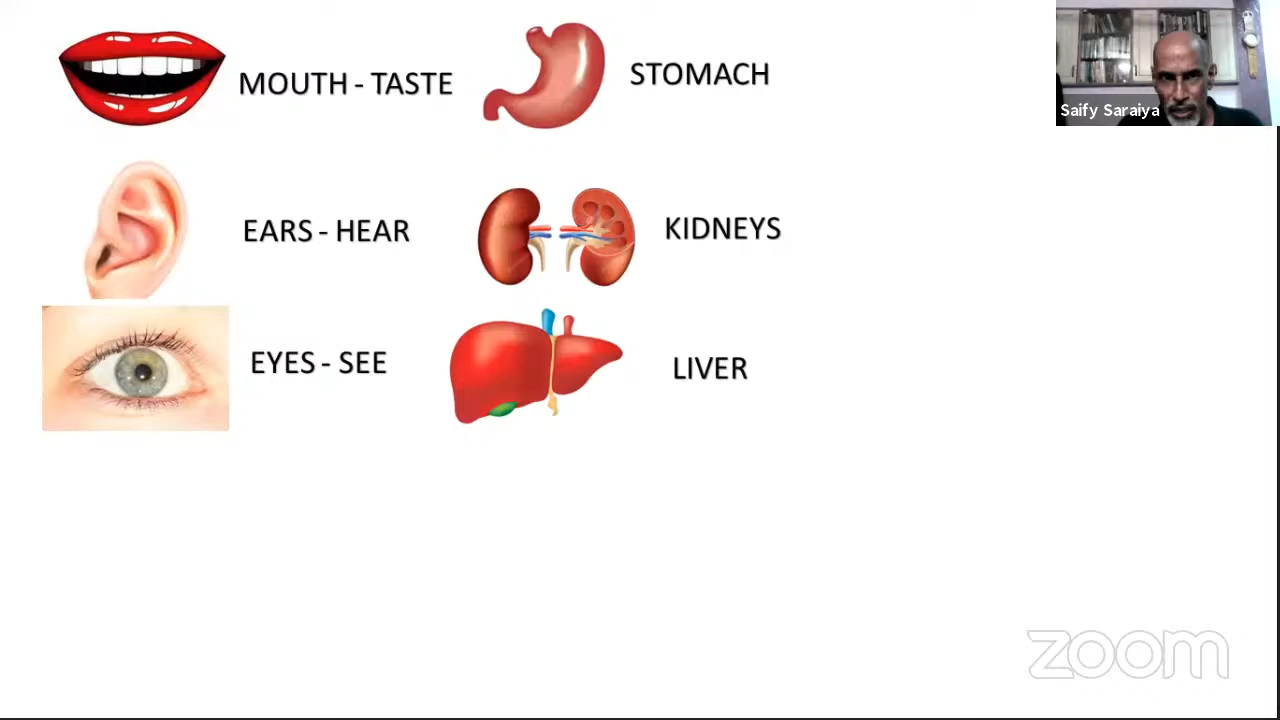 MOUTH - TASTE
STOMACH
Saify Saraiya
EARS - HEAR
KIDNEYS
EYES - SEE
LIVER
zoom